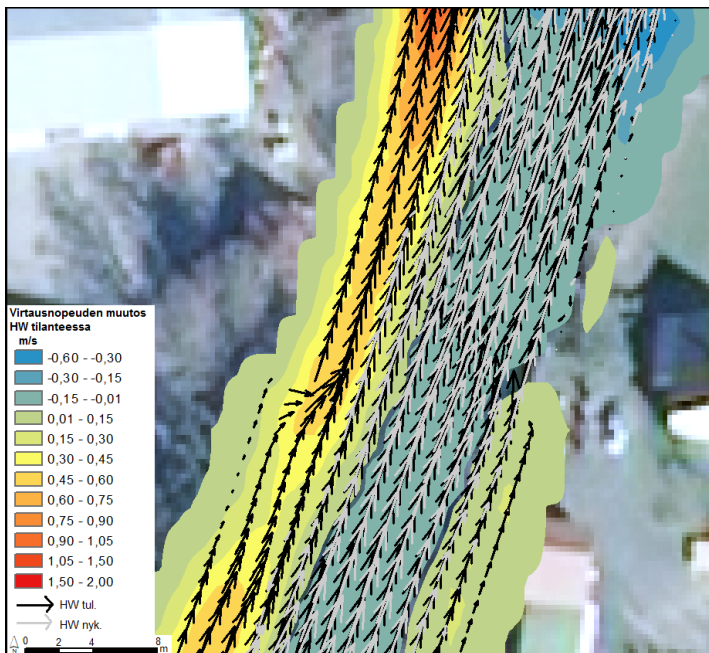 Virtausnopeuden muutos
HW tilanteessa
m/s
-0,60 - -0,30
-0,30 - -0,15
-0,15 - -0,01
0,01 - 0,15
0,15 - 0,30
0,30 - 0,45
0,45 - 0,60
0,60 - 0,75
0,75 - 0,90
0,90 - 1,05
1,05 - 1,50
1,50 - 2,00
HW tul.
HW nyk.
0 2 4 8
m